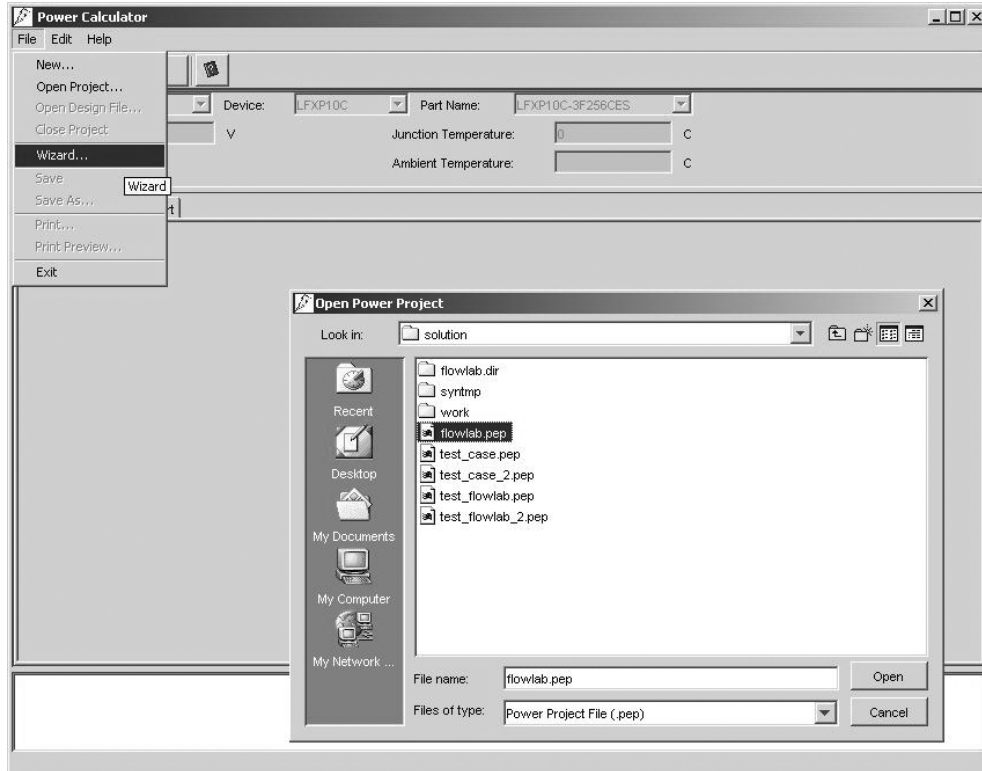 Power Calculator
File Edit Help
New...
Open Project...
Open Design File...
Close Project
Wizard...
Save
Wizard
Save As...
Print...
Print Preview...
Exit
Device: LFXP10C Part Name: LFXP10C-3F256CES
V Junction Temperature: 0 C
Ambient Temperature: C
Open Power Project
Look in: solution
Recent
Desktop
My Documents
My Computer
My Network ...
flowlab.dir
syntmp
work
flowlab.pep
test_case.pep
test_case_2.pep
test_flowlab.pep
test_flowlab_2.pep
File name: flowlab.pep Open
Files of type: Power Project File (.pep) Cancel